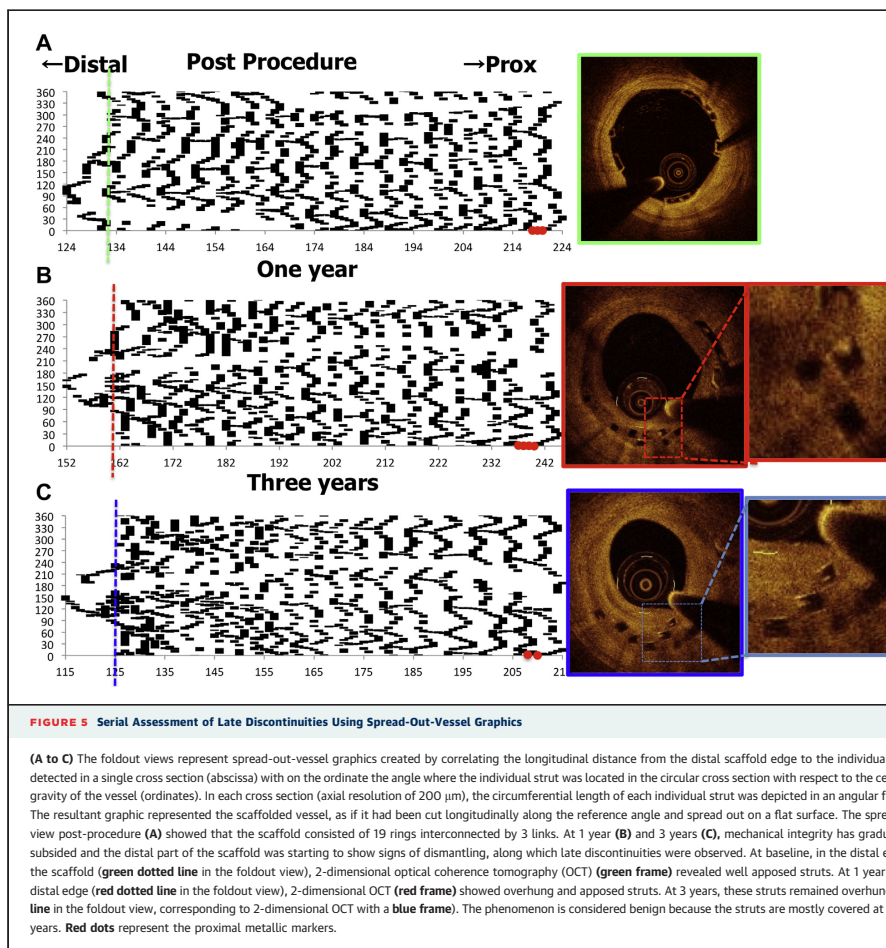 A
←Distal Post Procedure →Prox
360
330
300
270
240
210
180
150
120
90
60
30
0
124 134 144 154 164 174 184 194 204 214 224
B
One year
360
330
300
270
240
210
180
150
120
90
60
30
0
152 162 172 182 192 202 212 222 232 242
C
Three years
360
330
300
270
240
210
180
150
120
90
60
30
0
115 125 135 145 155 165 175 185 195 205 215
FIGURE 5 Serial Assessment of Late Discontinuities Using Spread-Out-Vessel Graphics
(A to C) The foldout views represent spread-out-vessel graphics created by correlating the longitudinal distance from the distal scaffold edge to the individua
detected in a single cross section (abscissa) with on the ordinate the angle where the individual strut was located in the circular cross section with respect to the ce
gravity of the vessel (ordinates). In each cross section (axial resolution of 200 μm), the circumferential length of each individual strut was depicted in an angular f
The resultant graphic represented the scaffolded vessel, as if it had been cut longitudinally along the reference angle and spread out on a flat surface. The spre
view post-procedure (A) showed that the scaffold consisted of 19 rings interconnected by 3 links. At 1 year (B) and 3 years (C), mechanical integrity has gradu
subsided and the distal part of the scaffold was starting to show signs of dismantling, along which late discontinuities were observed. At baseline, in the distal e
the scaffold (green dotted line in the foldout view), 2-dimensional optical coherence tomography (OCT) (green frame) revealed well apposed struts. At 1 year
distal edge (red dotted line in the foldout view), 2-dimensional OCT (red frame) showed overhung and apposed struts. At 3 years, these struts remained overhun
line in the foldout view, corresponding to 2-dimensional OCT with a blue frame). The phenomenon is considered benign because the struts are mostly covered at
years. Red dots represent the proximal metallic markers.